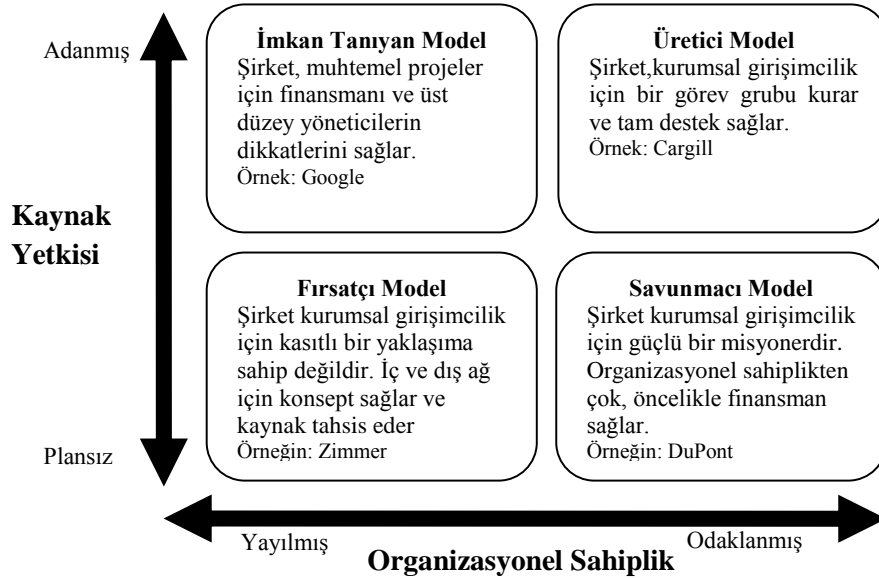 Adanmış
İmkan Tanıyan Model
Şirket, muhtemel projeler
için finansmanı ve üst
düzey yöneticilerin
dikkatlerini sağlar.
Örnek: Google
Üretici Model
Şirket,kurumsal girişimcilik
için bir görev grubu kurar
ve tam destek sağlar.
Örnek: Cargill
Kaynak
Yetkisi
Fırsatçı Model
Şirket kurumsal girişimcilik
için kasıtlı bir yaklaşıma
sahip değildir. İç ve dış ağ
için konsept sağlar ve
kaynak tahsis eder
Örneğin: Zimmer
Savunmacı Model
Şirket kurumsal girişimcilik
için güçlü bir misyonerdir.
Organizasyonel sahiplikten
çok, öncelikle finansman
sağlar.
Örneğin: DuPont
Plansız
Yayılmış
Odaklanmış
Organizasyonel Sahiplik